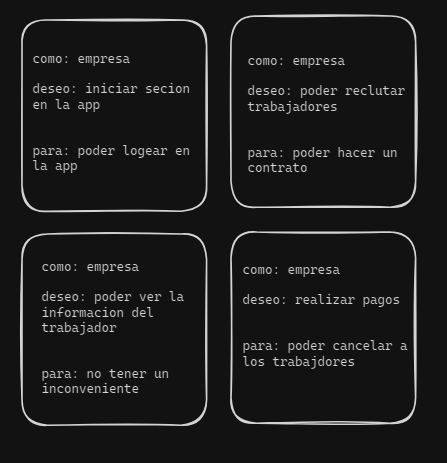 como: empresa
deseo: iniciar secion
en la app
para: poder logear en
la app
como: empresa
deseo: poder reclutar
trabajadores
para: poder hacer un
contrato
como: empresa
deseo: poder ver la
informacion del
trabajador
para: no tener un
inconveniente
como: empresa
deseo: realizar pagos
para: poder cancelar a
los trabajdores